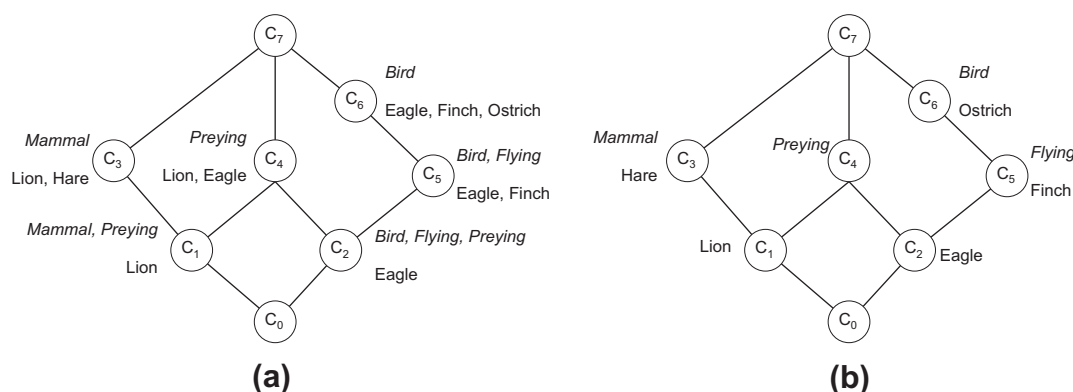 C7
Bird
C6
Eagle, Finch, Ostrich
Mammal
C3
Lion, Hare
Preying
C4
Lion, Eagle
Bird, Flying
C5
Eagle, Finch
Mammal, Preying
C1
Lion
Bird, Flying, Preying
C2
Eagle
C0
(a)
C7
Bird
C6
Ostrich
Mammal
C3
Hare
Preying
C4
Flying
C5
Finch
Lion
C1
C2
Eagle
C0
(b)